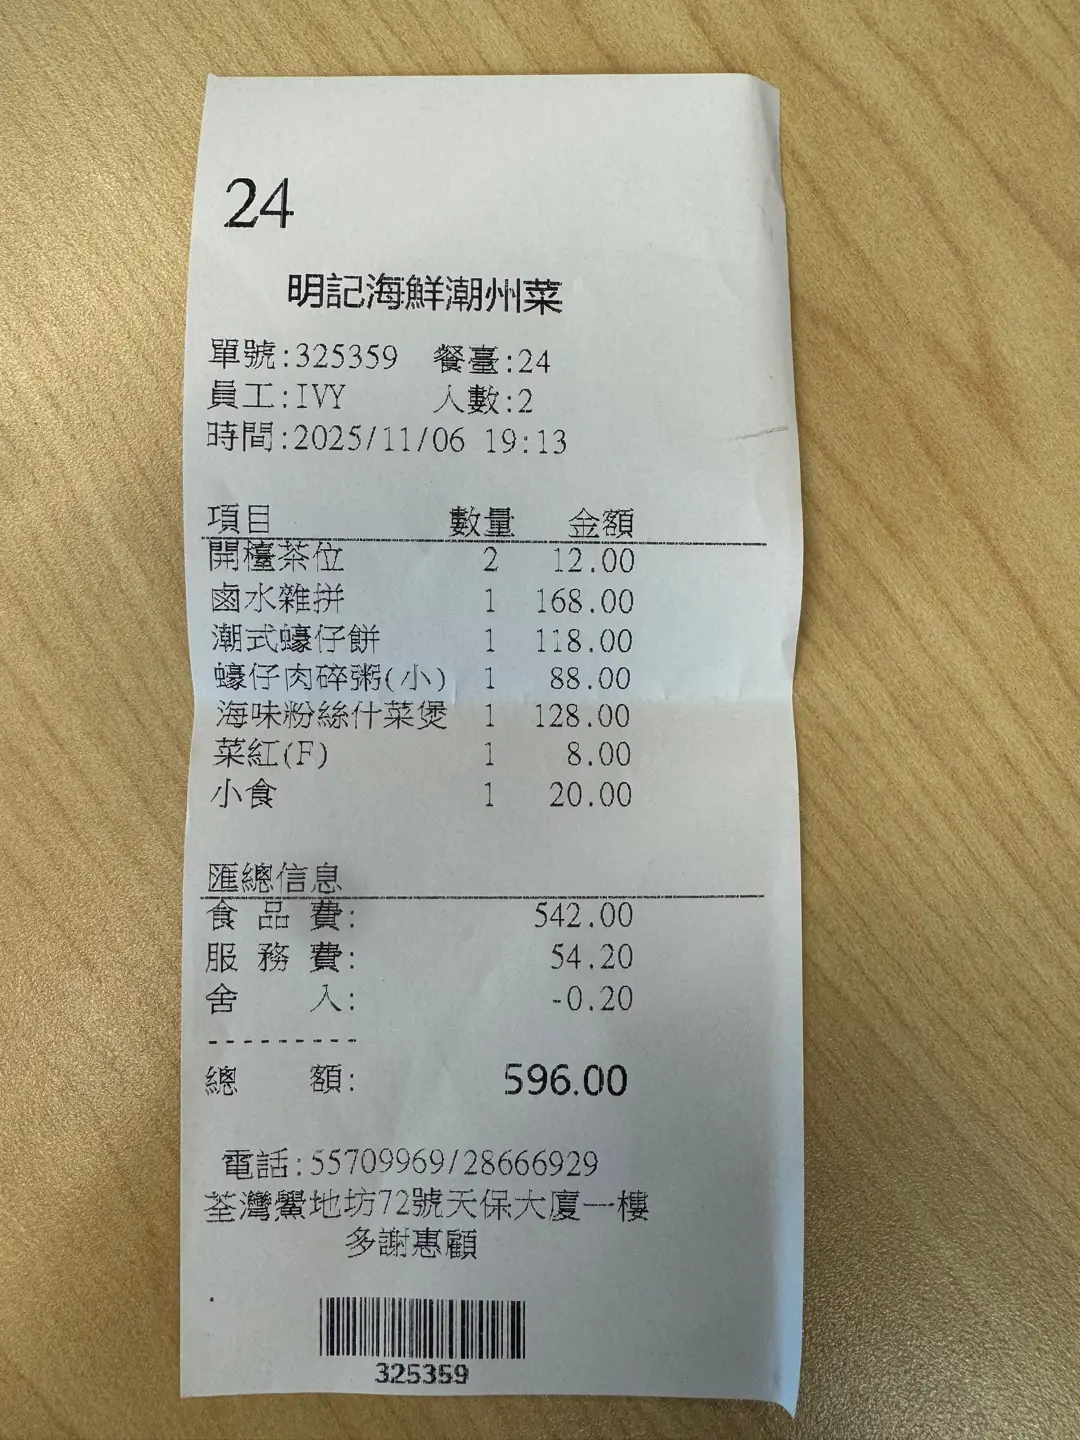 24
明記海鮮潮州菜
單號:325359 餐臺:24
員工:IVY 人數:2
時間:2025/11/06 19:13
項目 數量 金額
開檯茶位 2 12.00
鹵水雜拼 1 168.00
潮式蠔仔餅 1 118.00
蠔仔肉碎粥(小) 1 88.00
海味粉絲什菜煲 1 128.00
菜紅(F) 1 8.00
小食 1 20.00
匯總信息
食品費: 542.00
服務費: 54.20
舍入: -0.20
---------
總額: 596.00
電話:55709969/28666929
荃灣鱟地坊72號天保大廈一樓
多謝惠顧
325359